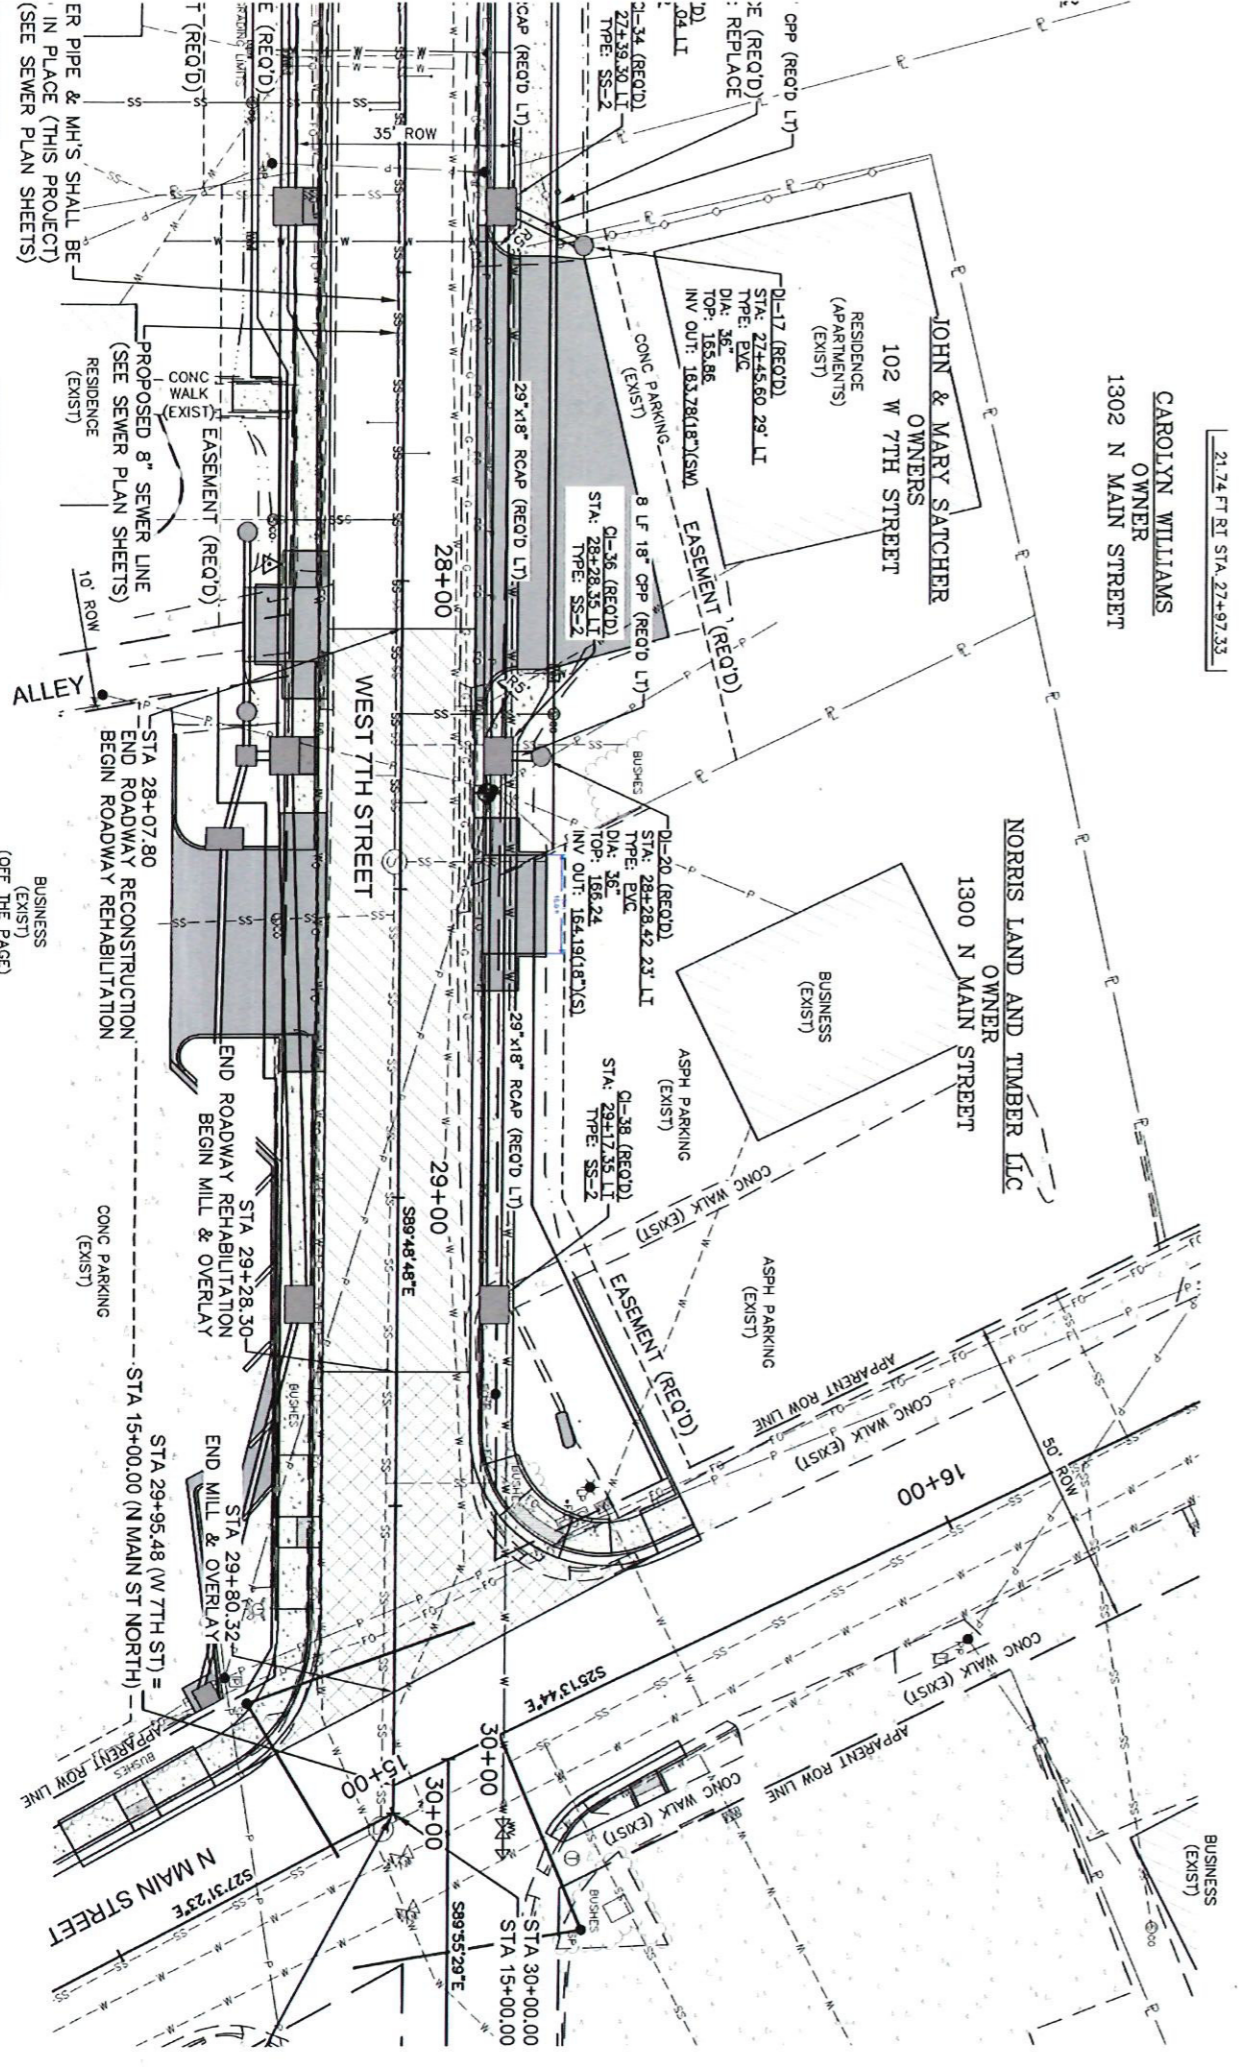 21.74 FT RT STA 27+97.33
CAROLYN WILLIAMS
OWNER
1302 N MAIN STREET
JOHN & MARY SATCHER
OWNERS
102 W 7TH STREET
NORRIS LAND AND TIMBER LLC
OWNER
1300 N MAIN STREET
RESIDENCE
(APARTMENTS)
(EXIST)
DI-17 (REQ'D)
STA: 27+45.60 29' LT
TYPE: PVC
DIA: 36"
TOP: 165.86
INV OUT: 163.78(18")(SW)
CPP (REQ'D LT)
: REPLACE
CI-34 (REQ'D)
27+39.30 LT
TYPE: SS-2
RCAP (REQ'D LT)
CONC PARKING
(EXIST)
EASEMENT (REQ'D)
8 LF 18" CPP (REQ'D LT)
CI-36 (REQ'D)
STA: 28+28.35 LT
TYPE: SS-2
29"x18" RCAP (REQ'D LT)
R5'
R5'
BUSHES
DI-20 (REQ'D)
STA: 28+28.42 23' LT
TYPE: PVC
DIA: 36"
TOP: 166.24
INV OUT: 164.19(18")(S)
BUSINESS
(EXIST)
ASPH PARKING
(EXIST)
CI-38 (REQ'D)
STA: 29+17.35 LT
TYPE: SS-2
29"x18" RCAP (REQ'D LT)
CONC WALK (EXIST)
ASPH PARKING
(EXIST)
EASEMENT (REQ'D)
APPARENT ROW LINE
CONC WALK (EXIST)
16+00
50' ROW
CONC WALK (EXIST)
APPARENT ROW LINE
CONC WALK (EXIST)
BUSINESS
(EXIST)
35' ROW
28+00
WEST 7TH STREET
29+00
S89°48'48"E
S25°13'44"E
30+00
15+00
30+00
BUSHES
BUSHES
STA 30+00.00
STA 15+00.00
S89°55'29"E
ER PIPE & MH'S SHALL BE
IN PLACE (THIS PROJECT)
(SEE SEWER PLAN SHEETS)
PROPOSED 8" SEWER LINE
(SEE SEWER PLAN SHEETS)
CONC
WALK
(EXIST)
RESIDENCE
(EXIST)
EASEMENT (REQ'D)
10' ROW
ALLEY
STA 28+07.80
END ROADWAY RECONSTRUCTION
BEGIN ROADWAY REHABILITATION
BUSINESS
(EXIST)
(OFF THE PAGE)
STA 29+28.30
END ROADWAY REHABILITATION
BEGIN MILL & OVERLAY
CONC PARKING
(EXIST)
BUSHES
STA 29+80.32
END MILL & OVERLAY
STA 29+95.48 (W 7TH ST) =
STA 15+00.00 (N MAIN ST NORTH)
APPARENT ROW LINE
BUSHES
N MAIN STREET
S27°31'23"E